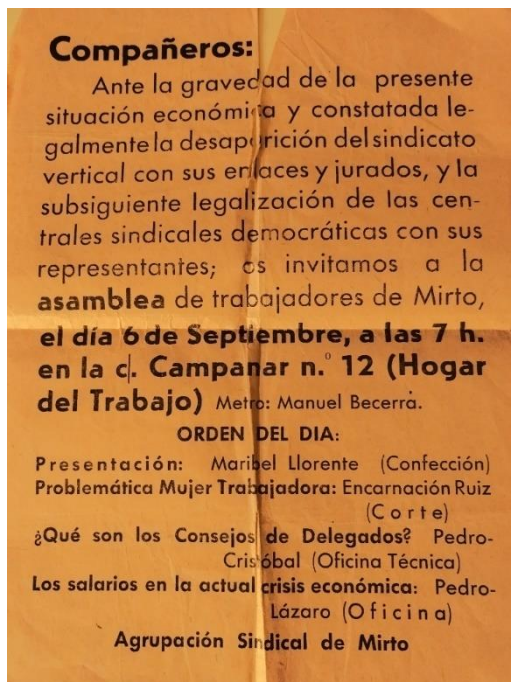 Compañeros:
Ante la gravedad de la presente
situación económica y constatada le-
galmente la desaparición del sindicato
vertical con sus enlaces y jurados, y la
subsiguiente legalización de las cen-
trales sindicales democráticas con sus
representantes; os invitamos a la
asamblea de trabajadores de Mirto,
el día 6 de Septiembre, a las 7 h.
en la c. Campanar n.º 12 (Hogar
del Trabajo) Metro: Manuel Becerra.
ORDEN DEL DIA:
Presentación: Maribel Llorente (Confección)
Problemática Mujer Trabajadora: Encarnación Ruiz
(Corte)
¿Qué son los Consejos de Delegados? Pedro-
Cristóbal (Oficina Técnica)
Los salarios en la actual crisis económica: Pedro-
Lázaro (Oficina)
Agrupación Sindical de Mirto